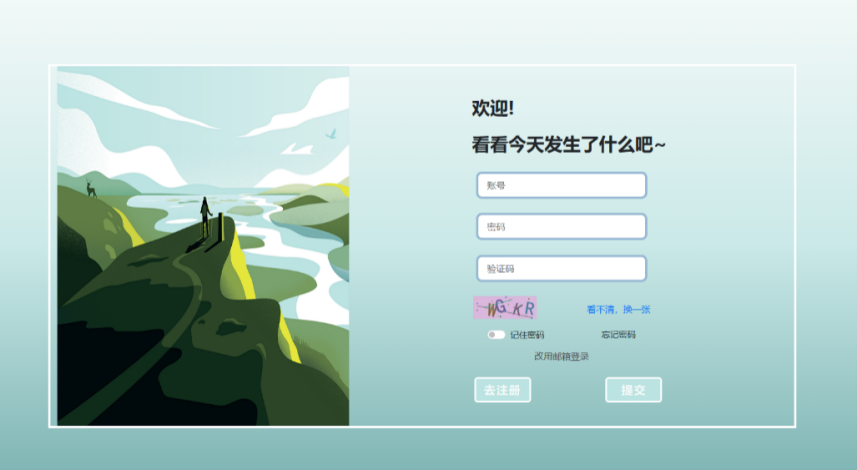 欢迎!
看看今天发生了什么吧~
账号
密码
验证码
WGKR 看不清，换一张
记住密码 忘记密码
改用邮箱登录
去注册 提交